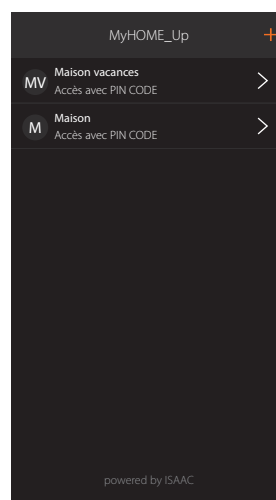 MyHOME_Up
+
MV
Maison vacances
Accès avec PIN CODE
M
Maison
Accès avec PIN CODE
powered by ISAAC